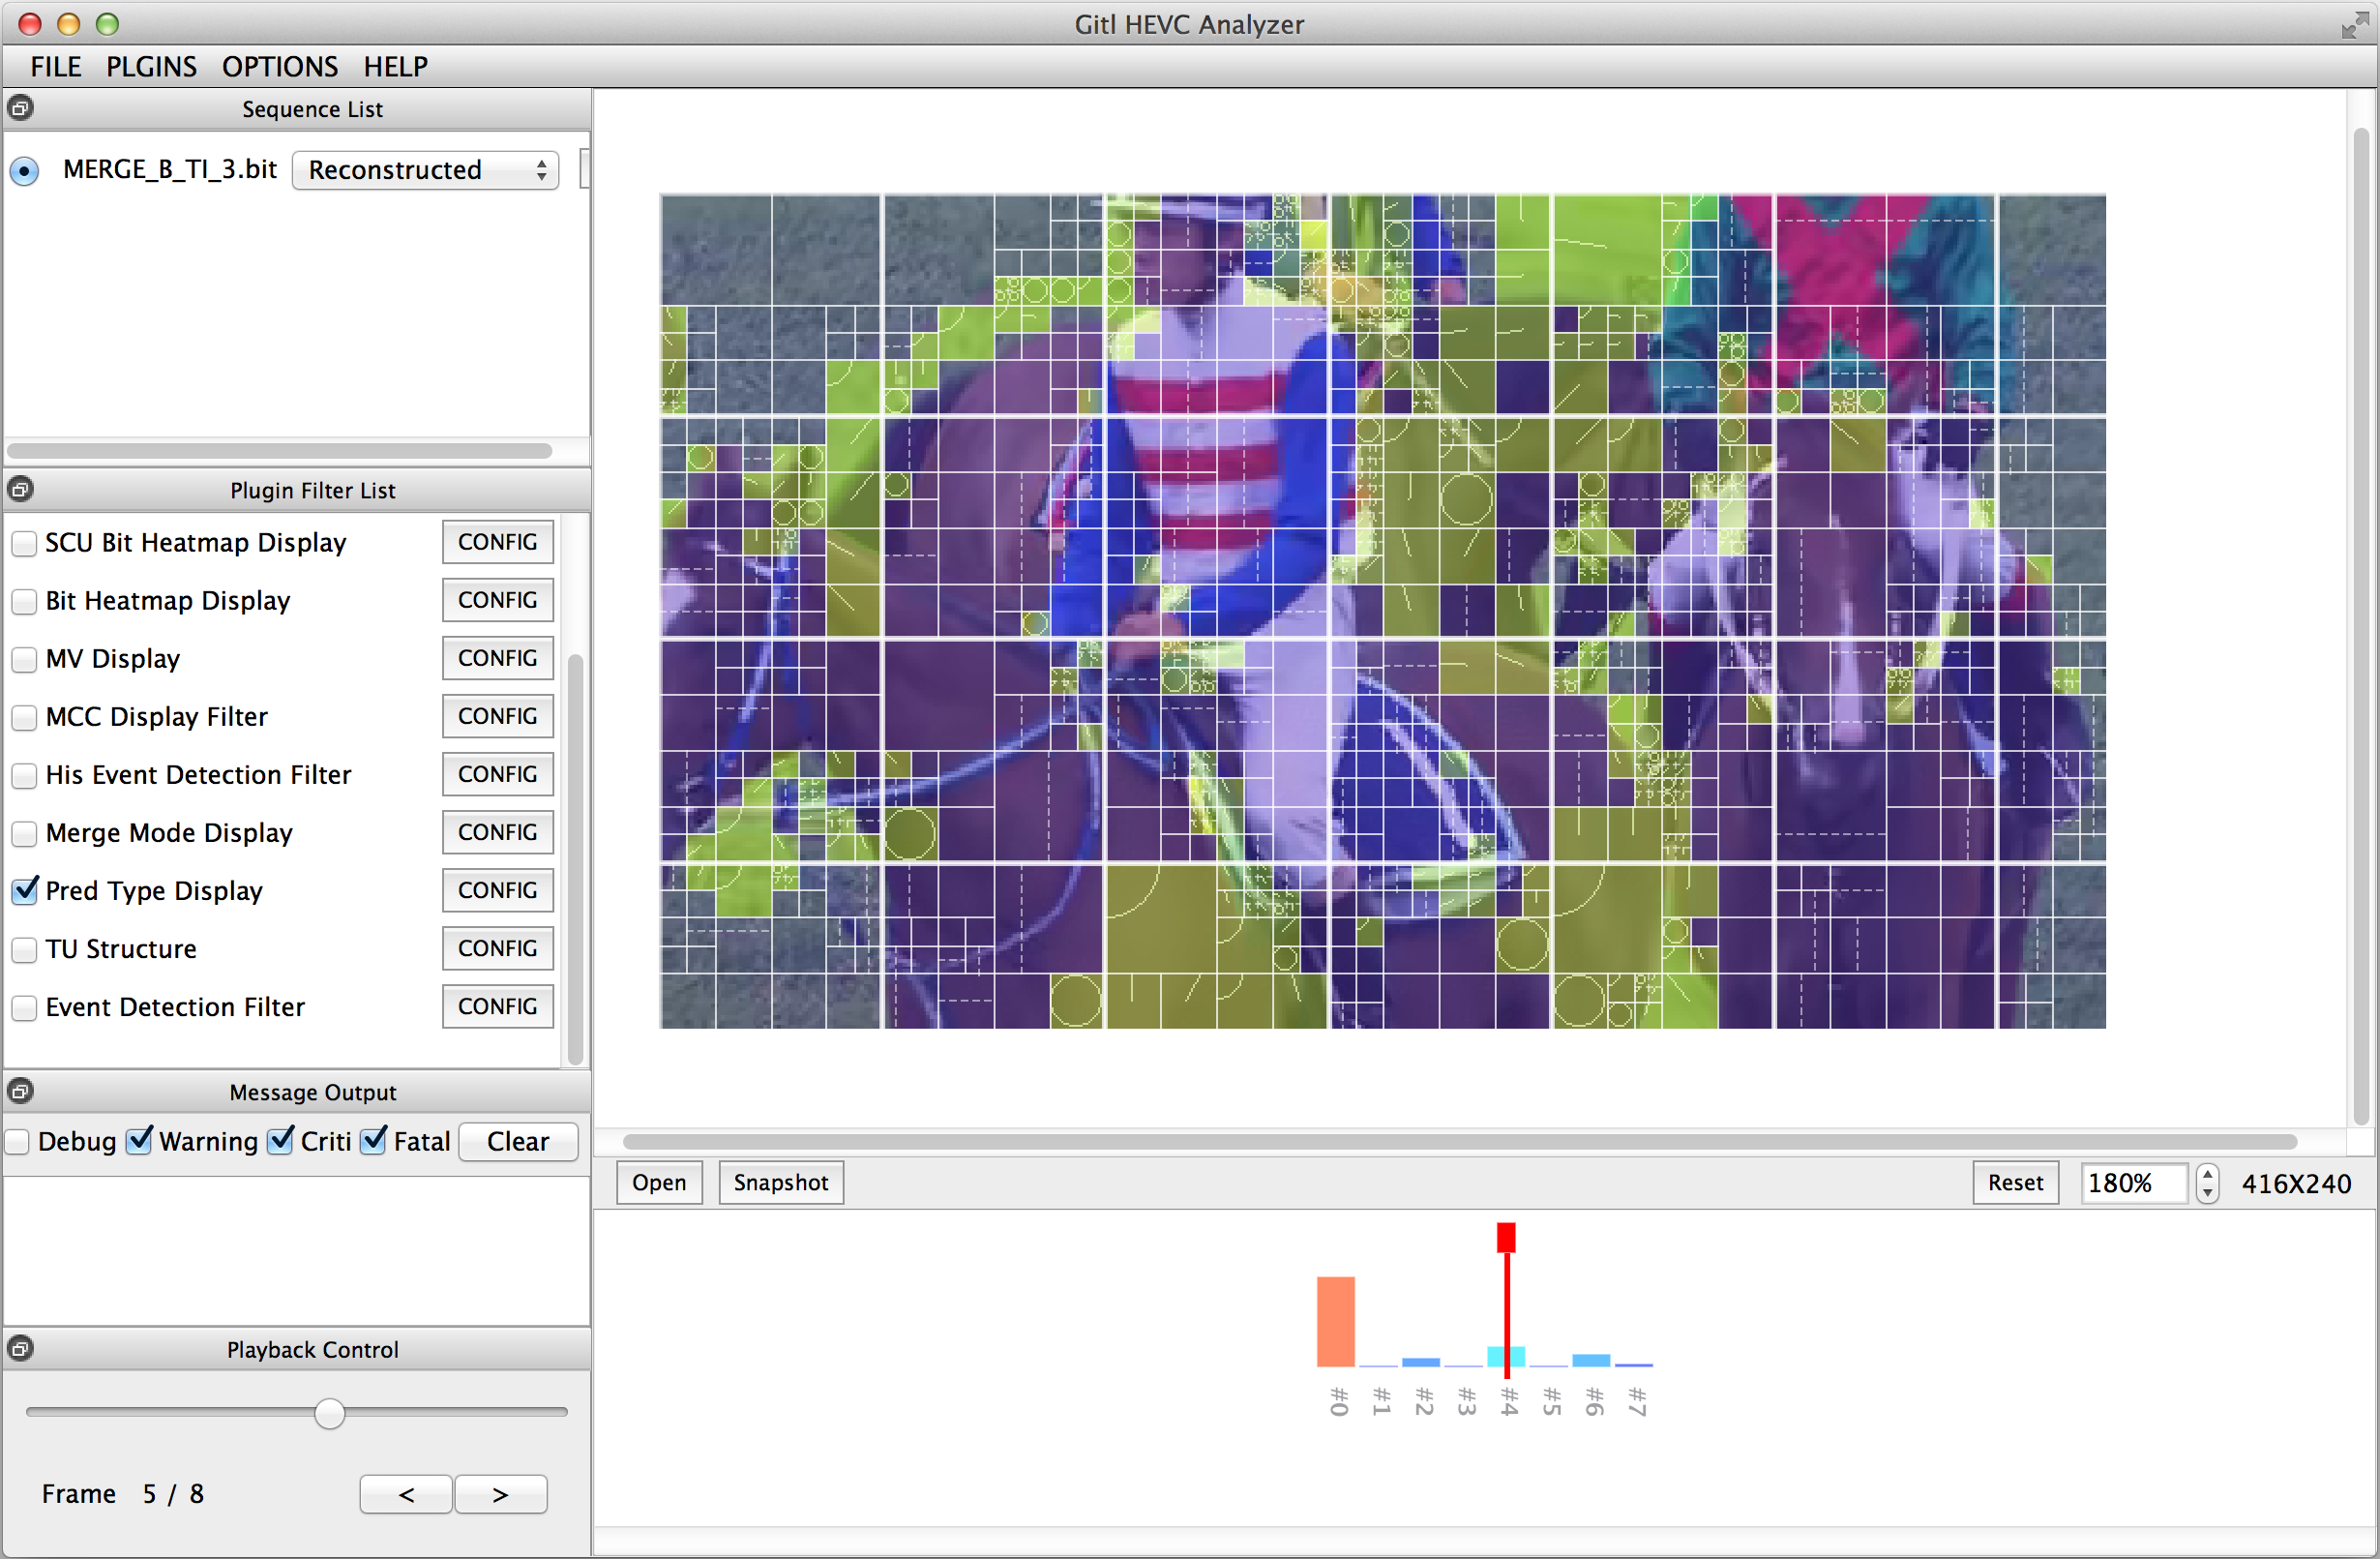 Gitl HEVC Analyzer
FILE PLGINS OPTIONS HELP
Sequence List
MERGE_B_TI_3.bit Reconstructed
Plugin Filter List
SCU Bit Heatmap Display CONFIG
Bit Heatmap Display CONFIG
MV Display CONFIG
MCC Display Filter CONFIG
His Event Detection Filter CONFIG
Merge Mode Display CONFIG
Pred Type Display CONFIG
TU Structure CONFIG
Event Detection Filter CONFIG
Message Output
Debug Warning Criti Fatal Clear
Playback Control
Frame 5 / 8 < >
Open Snapshot Reset 180% 416X240
#0 #1 #2 #3 #4 #5 #6 #7